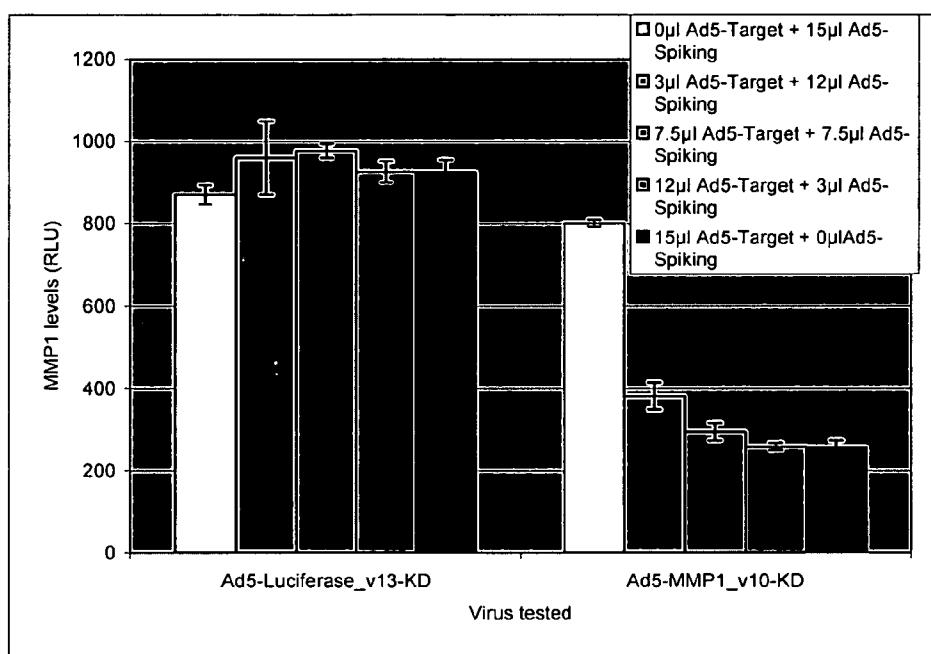 0µl Ad5-Target + 15µl Ad5-
Spiking
3µl Ad5-Target + 12µl Ad5-
Spiking
7.5µl Ad5-Target + 7.5µl Ad5-
Spiking
12µl Ad5-Target + 3µl Ad5-
Spiking
15µl Ad5-Target + 0µlAd5-
Spiking
1200
1000
800
600
400
200
0
MMP1 levels (RLU)
Ad5-Luciferase_v13-KD
Ad5-MMP1_v10-KD
Virus tested